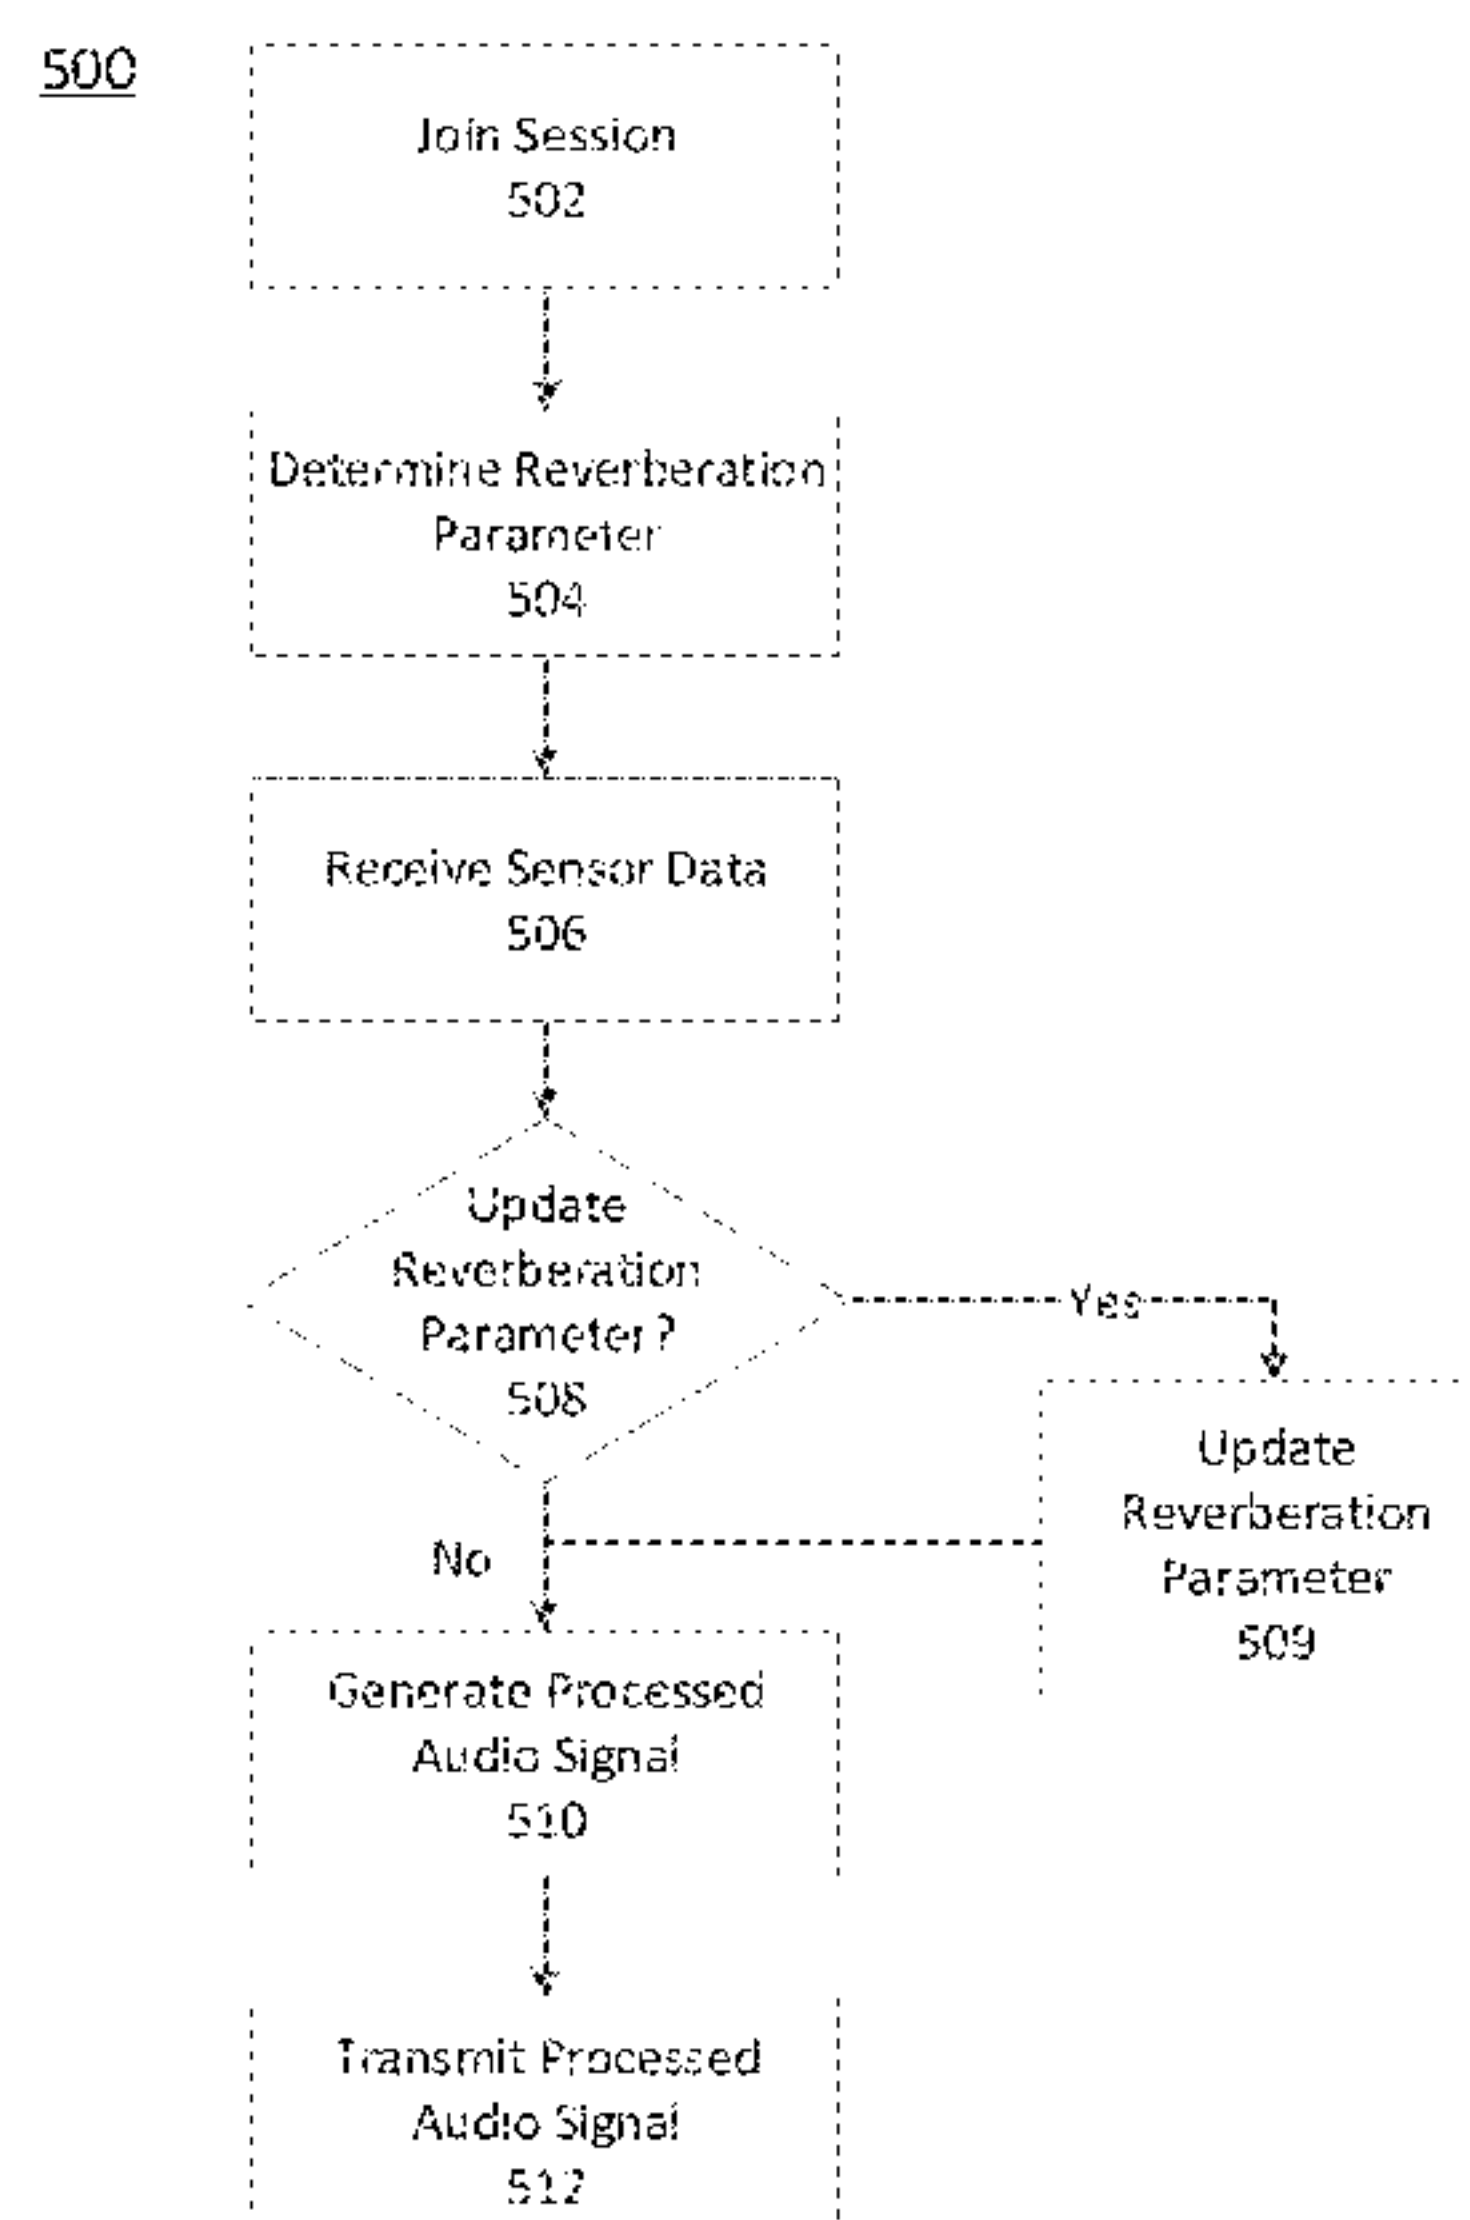 500
Join Session
502
Determine Reverberation
Parameter
504
Receive Sensor Data
506
Update
Reverberation
Parameter?
508
Yes
Update
Reverberation
Parameter
509
No
Generate Processed
Audio Signal
510
Transmit Processed
Audio Signal
512